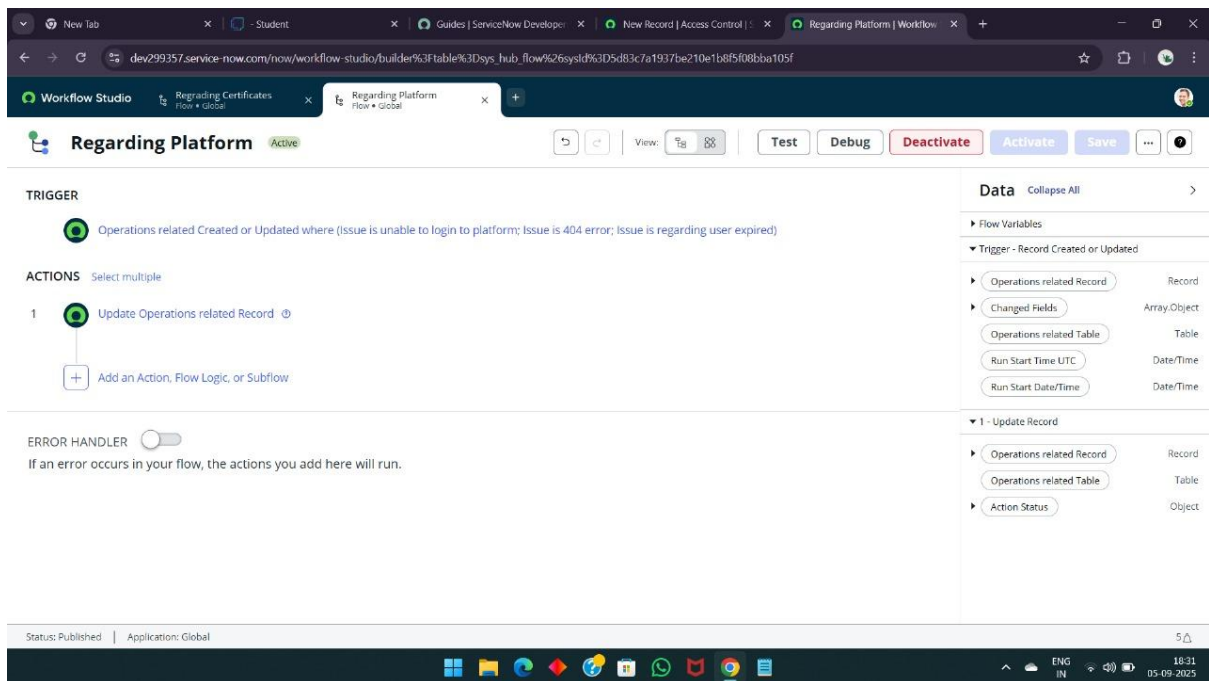 New Tab
- Student
Guides | ServiceNow Developer
New Record | Access Control | S
Regarding Platform | Workflow
dev299357.service-now.com/now/workflow-studio/builder%3Ftable%3Dsys_hub_flow%26sysId%3D5d83c7a1937be210e1b8f5f08bba105f
Workflow Studio
Regrading Certificates
Flow • Global
Regarding Platform
Flow • Global
Regarding Platform Active
View:
Test Debug Deactivate Activate Save
TRIGGER
Operations related Created or Updated where (Issue is unable to login to platform; Issue is 404 error; Issue is regarding user expired)
ACTIONS Select multiple
1 Update Operations related Record
Add an Action, Flow Logic, or Subflow
ERROR HANDLER
If an error occurs in your flow, the actions you add here will run.
Data Collapse All
Flow Variables
Trigger - Record Created or Updated
Operations related Record Record
Changed Fields Array.Object
Operations related Table Table
Run Start Time UTC Date/Time
Run Start Date/Time Date/Time
1 - Update Record
Operations related Record Record
Operations related Table Table
Action Status Object
Status: Published | Application: Global
5
ENG
IN
18:31
05-09-2025